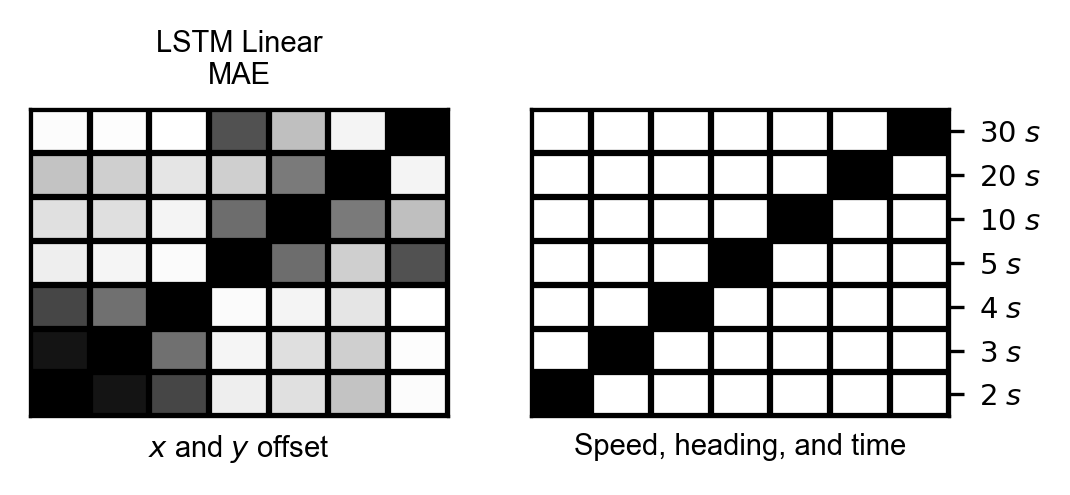 LSTM Linear
MAE
30 s
20 s
10 s
5 s
4 s
3 s
2 s
x and y offset
Speed, heading, and time